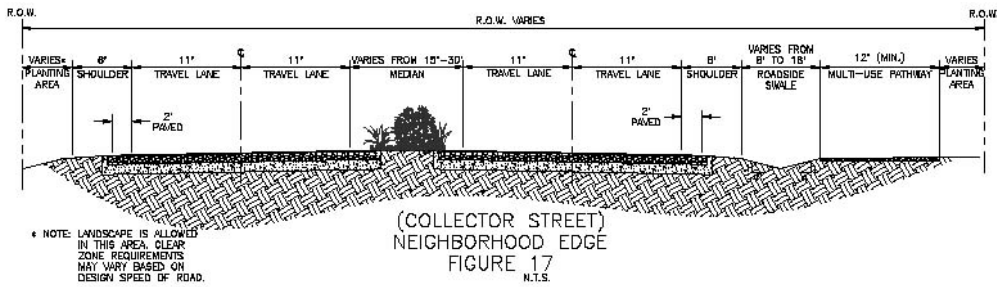 R.O.W.
R.O.W.
R.O.W. VARIES
VARIES*
PLANTING
AREA
6'
SHOULDER
11'
TRAVEL LANE
℄
11'
TRAVEL LANE
VARIES FROM 15'-30'
MEDIAN
11'
TRAVEL LANE
℄
11'
TRAVEL LANE
6'
SHOULDER
VARIES FROM
8' TO 16'
ROADSIDE
SWALE
12' (MIN.)
MULTI-USE PATHWAY
VARIES
PLANTING
AREA
2'
PAVED
2'
PAVED
* NOTE: LANDSCAPE IS ALLOWED
IN THIS AREA. CLEAR
ZONE REQUIREMENTS
MAY VARY BASED ON
DESIGN SPEED OF ROAD.
(COLLECTOR STREET)
NEIGHBORHOOD EDGE
FIGURE 17
N.T.S.